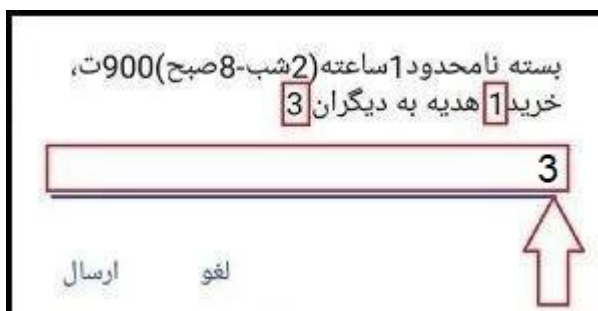 بسته نامحدود1ساعته(2شب-8صبح)900ت،
خرید1 هدیه به دیگران 3
3
لغو ارسال